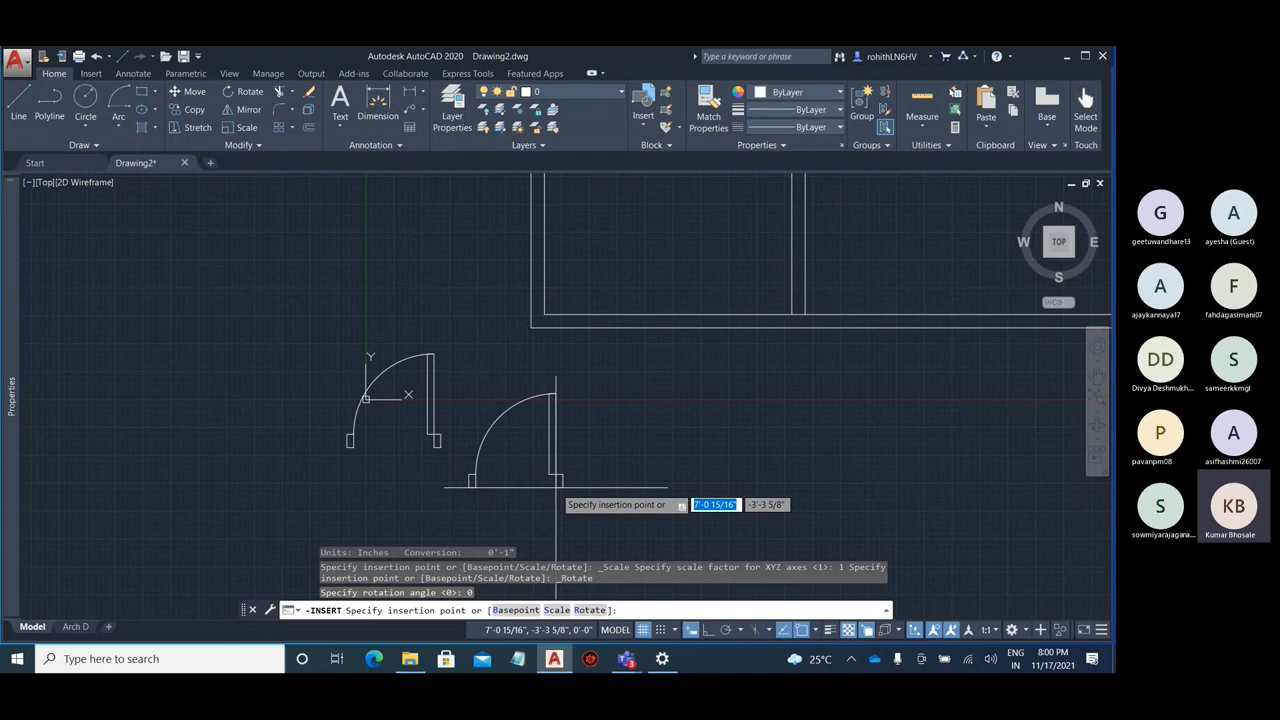 Autodesk AutoCAD 2020 Drawing2.dwg
Type a keyword or phrase
rohithLN6HV
Home Insert Annotate Parametric View Manage Output Add-ins Collaborate Express Tools Featured Apps
Move Rotate
Copy Mirror
Stretch Scale
Line Polyline Circle Arc
Text Dimension
Layer
Properties
0
Insert
Match
Properties
ByLayer
ByLayer
ByLayer
Group
Measure
Paste
Base
Select
Mode
Draw Modify Annotation Layers Block Properties Groups Utilities Clipboard View Touch
Start Drawing2*
[−][Top][2D Wireframe]
N
W TOP E
S
WCS
Properties
Y
X
Specify insertion point or 7'-0 15/16" -3'-3 5/8"
Units: Inches Conversion: 0'-1"
Specify insertion point or [Basepoint/Scale/Rotate]: _Scale Specify scale factor for XYZ axes <1>: 1 Specify
insertion point or [Basepoint/Scale/Rotate]: _Rotate
Specify rotation angle <0>: 0
-INSERT Specify insertion point or [Basepoint Scale Rotate]:
Model Arch D
7'-0 15/16", -3'-3 5/8", 0'-0" MODEL 1:1
Type here to search
3
25°C
ENG
IN
8:00 PM
11/17/2021
G A
geetuwandhare13 ayesha (Guest)
A F
ajaykannaya17 fahdagasimani07
DD S
Divya Deshmukh... sameerkkmgl
P A
pavanpm08 asifhasmi26007
S KB
sowmiyarajagana... Kumar Bhosale